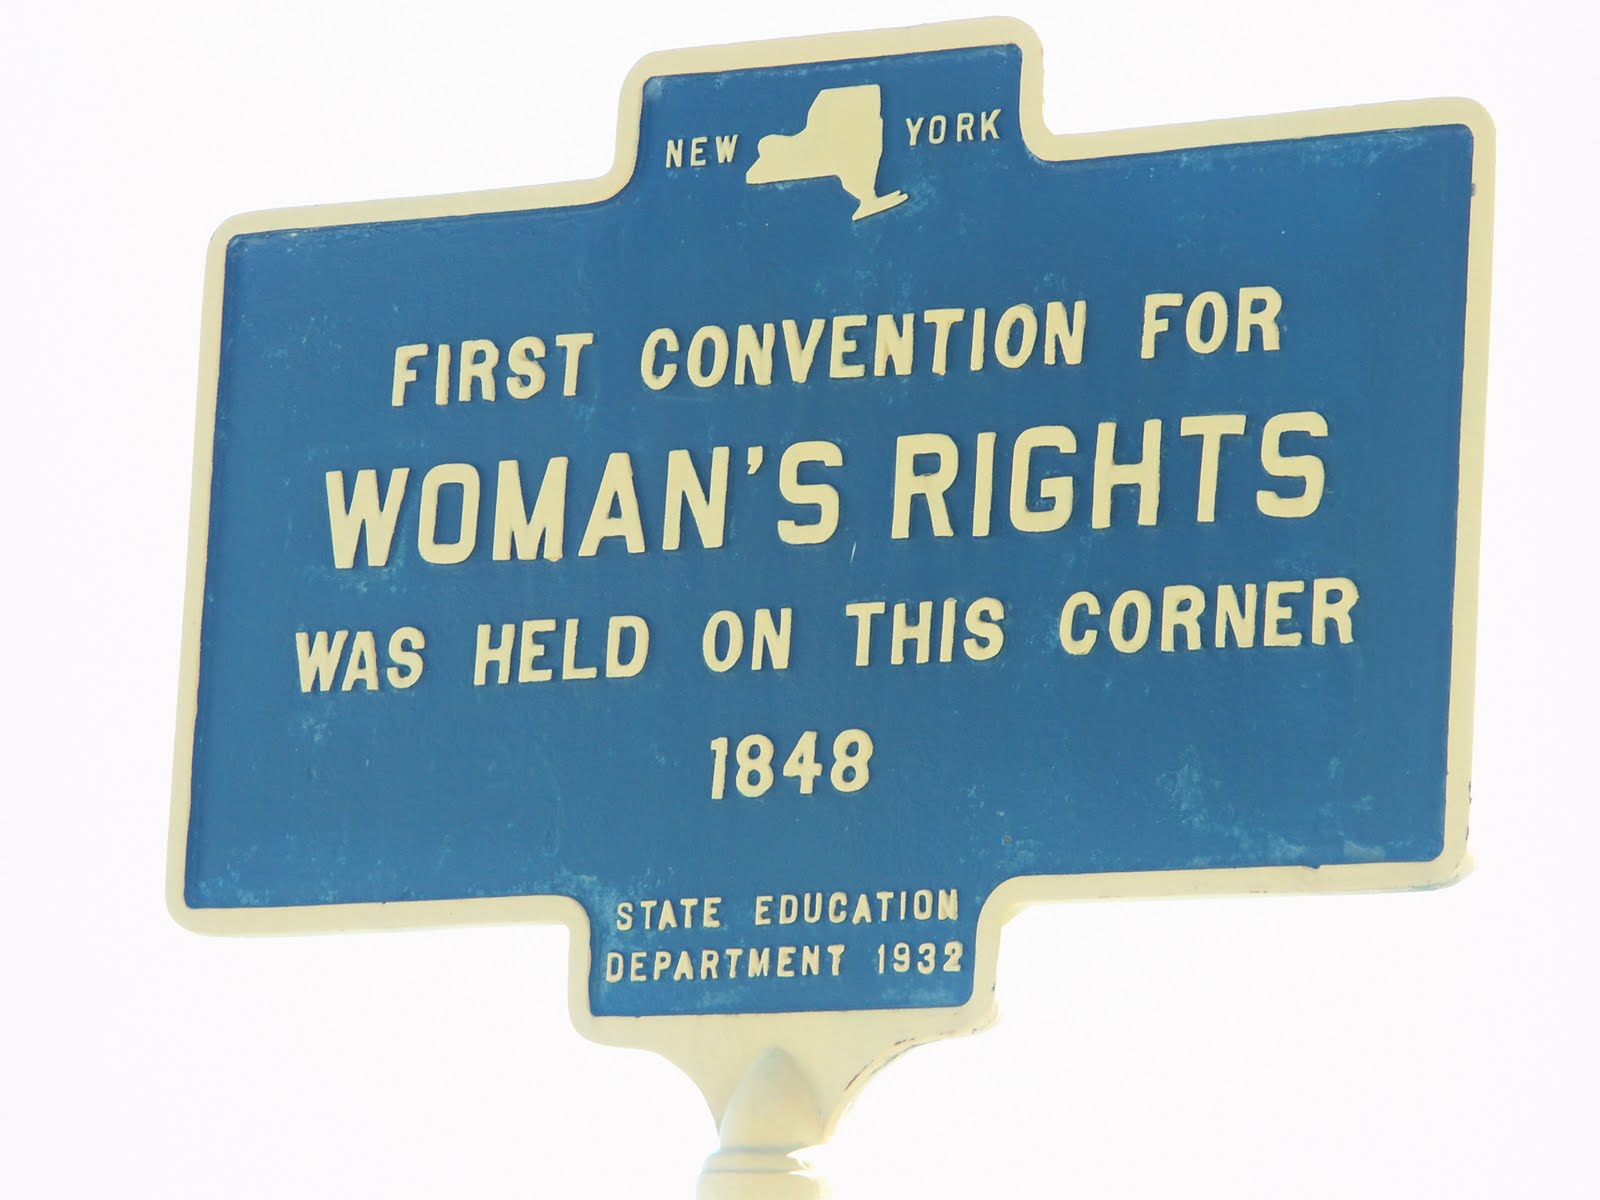 NEW YORK
FIRST CONVENTION FOR
WOMAN'S RIGHTS
WAS HELD ON THIS CORNER
1848
STATE EDUCATION
DEPARTMENT 1932